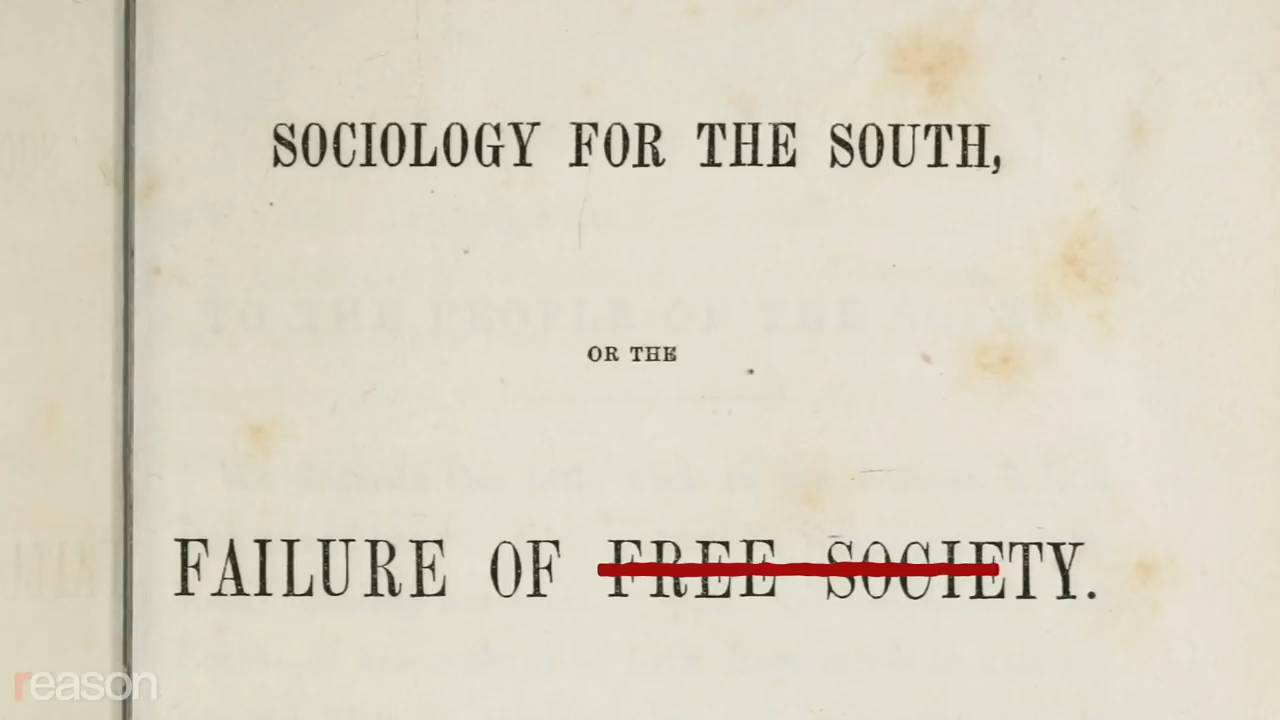 SOCIOLOGY FOR THE SOUTH,
OR THE
FAILURE OF FREE SOCIETY.
reason